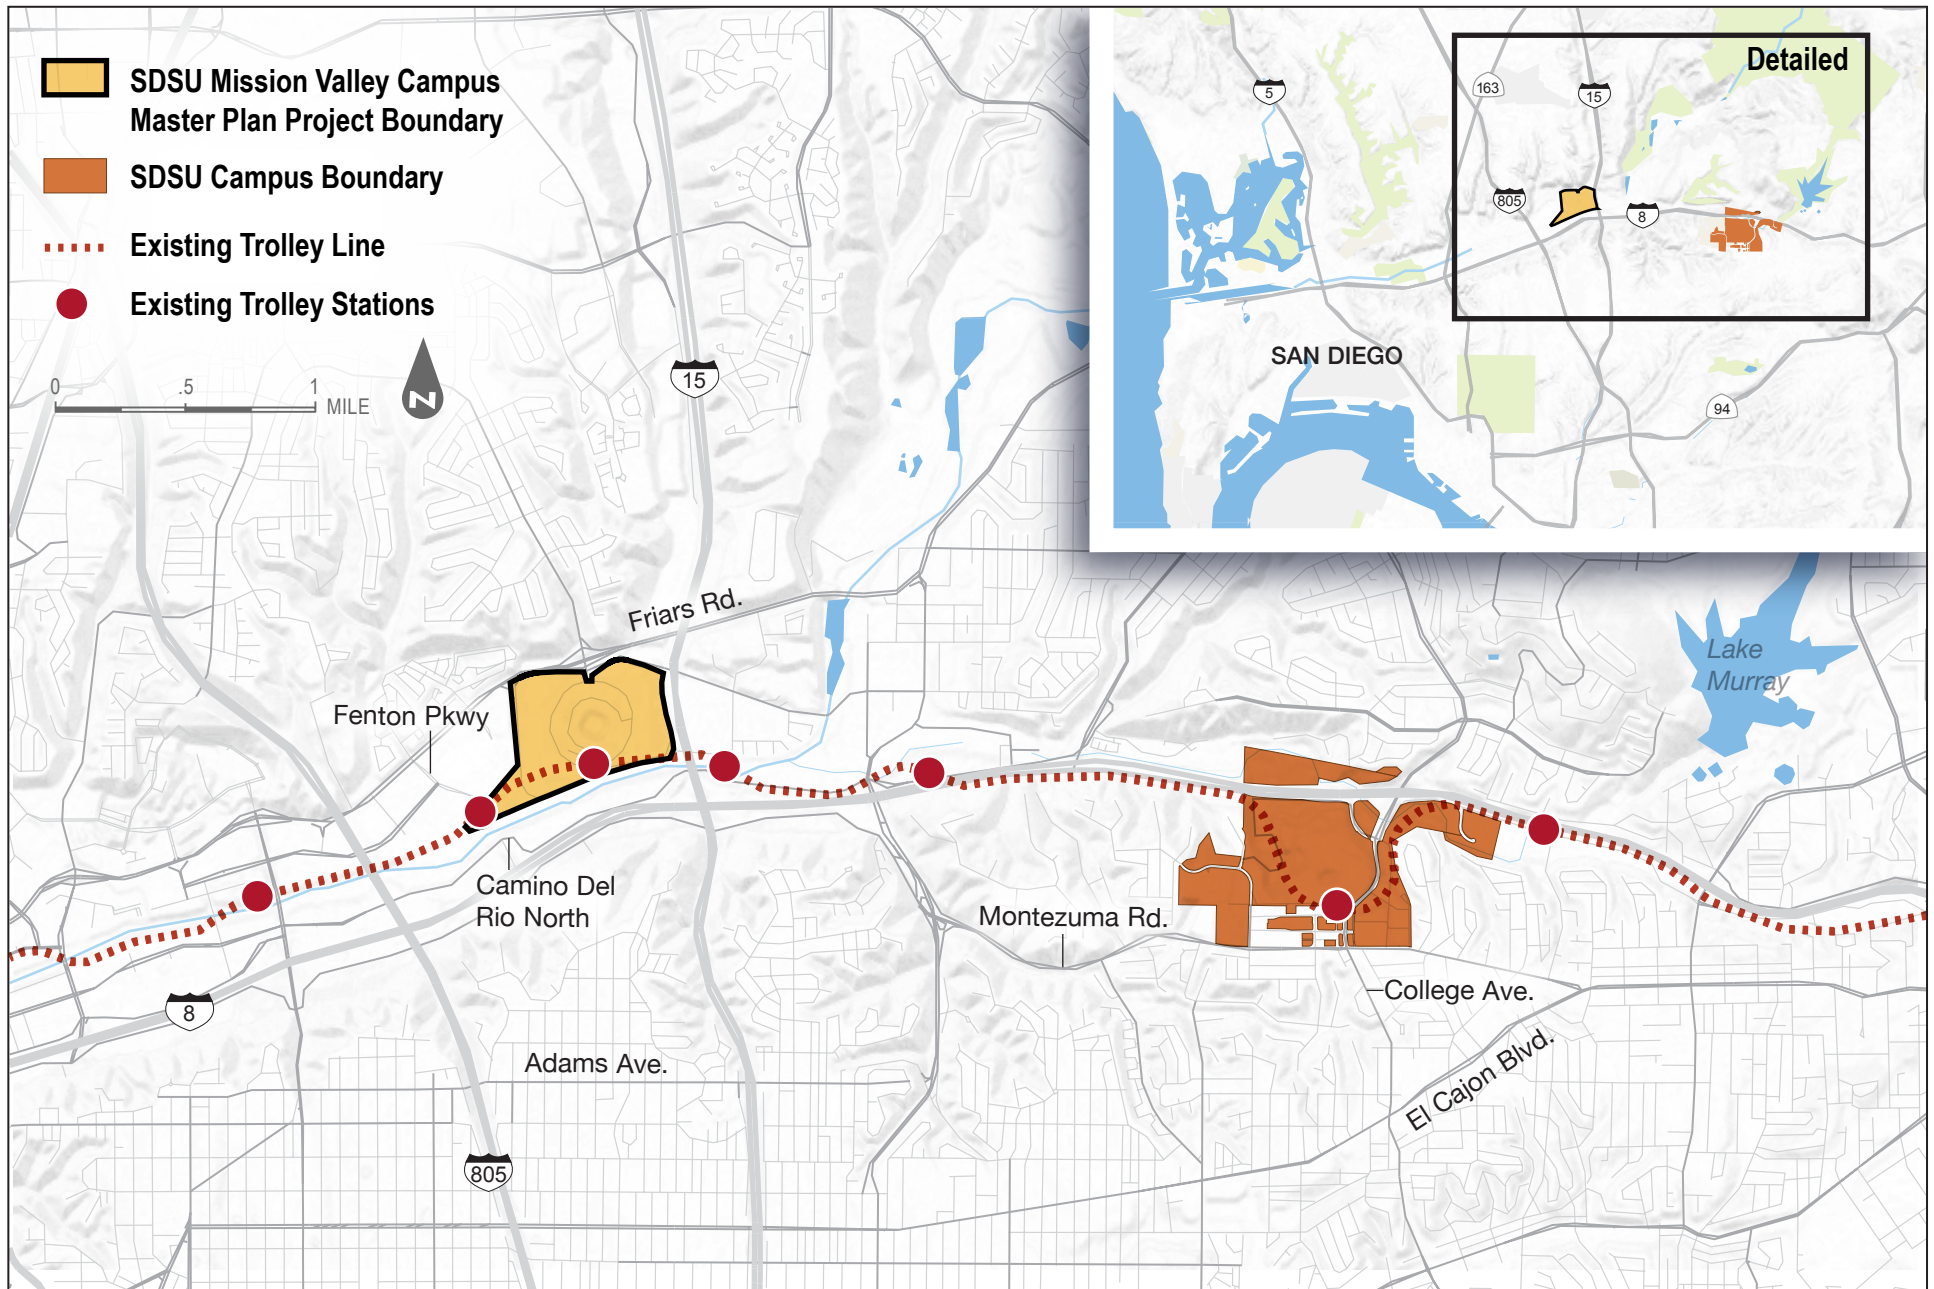 SDSU Mission Valley Campus
Master Plan Project Boundary
SDSU Campus Boundary
Existing Trolley Line
Existing Trolley Stations
0 .5 1
MILE
N
15
Friars Rd.
Fenton Pkwy
Camino Del
Rio North
Montezuma Rd.
College Ave.
El Cajon Blvd.
Adams Ave.
8
805
Lake
Murray
Detailed
5
163
15
805
8
SAN DIEGO
94